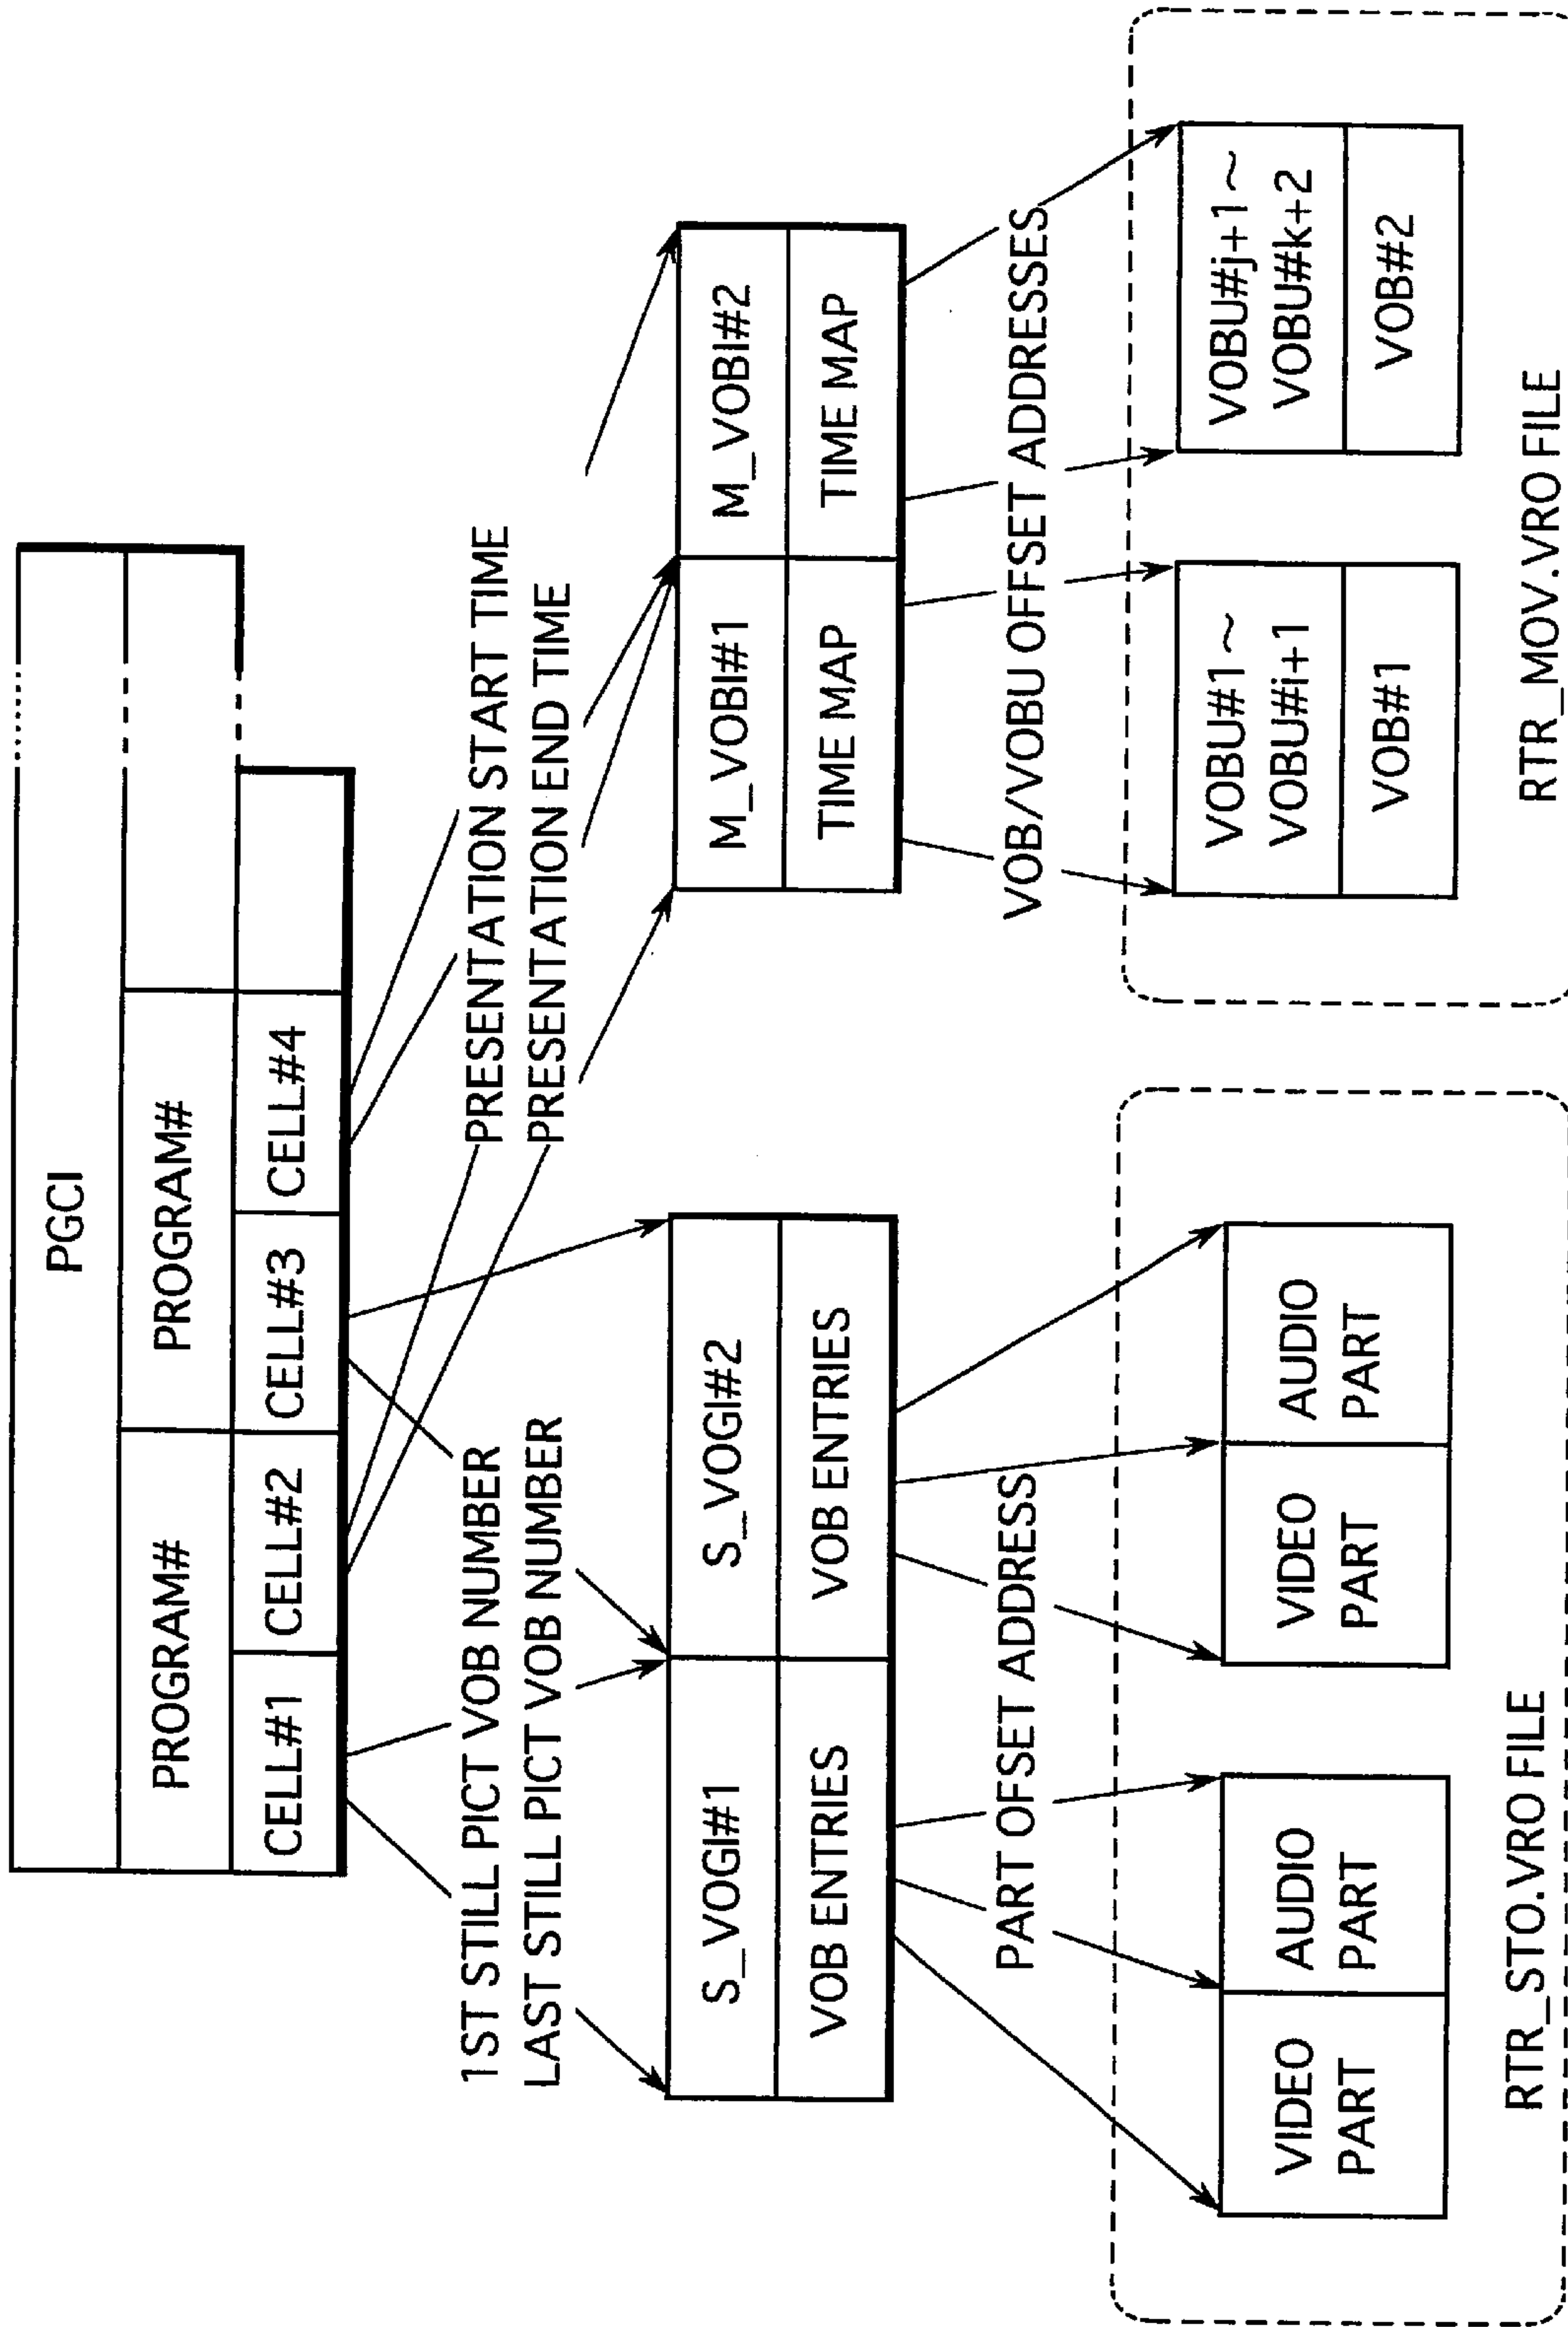 PGCI
PROGRAM#
PROGRAM#
CELL#1
CELL#2
CELL#3
CELL#4
1ST STILL PICT VOB NUMBER
LAST STILL PICT VOB NUMBER
PRESENTATION START TIME
PRESENTATION END TIME
S_VOGI#1
S_VOGI#2
VOB ENTRIES
VOB ENTRIES
M_VOBI#1
M_VOBI#2
TIME MAP
TIME MAP
PART OFFSET ADDRESS
VOB/VOBU OFFSET ADDRESSES
VIDEO
PART
AUDIO
PART
VIDEO
PART
AUDIO
PART
VOBU#1~
VOBU#i+1
VOB#1
VOBU#j+1~
VOBU#k+2
VOB#2
RTR_STO.VRO FILE
RTR_MOV.VRO FILE